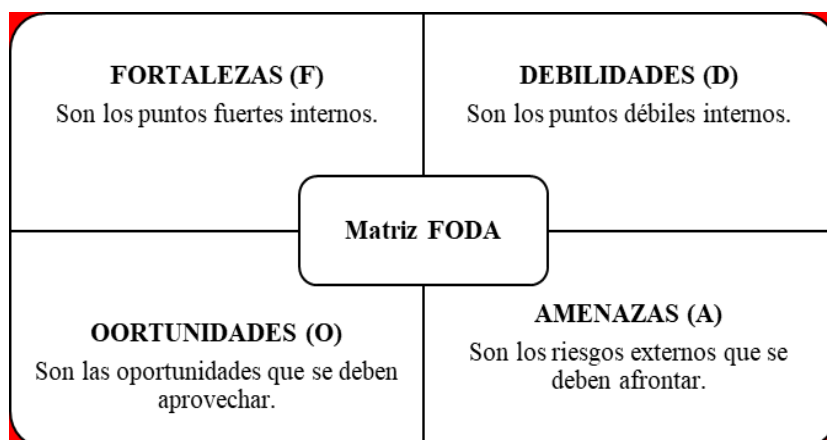 FORTALEZAS (F)
Son los puntos fuertes internos.
DEBILIDADES (D)
Son los puntos débiles internos.
Matriz FODA
OORTUNIDADES (O)
Son las oportunidades que se deben
aprovechar.
AMENAZAS (A)
Son los riesgos externos que se
deben afrontar.